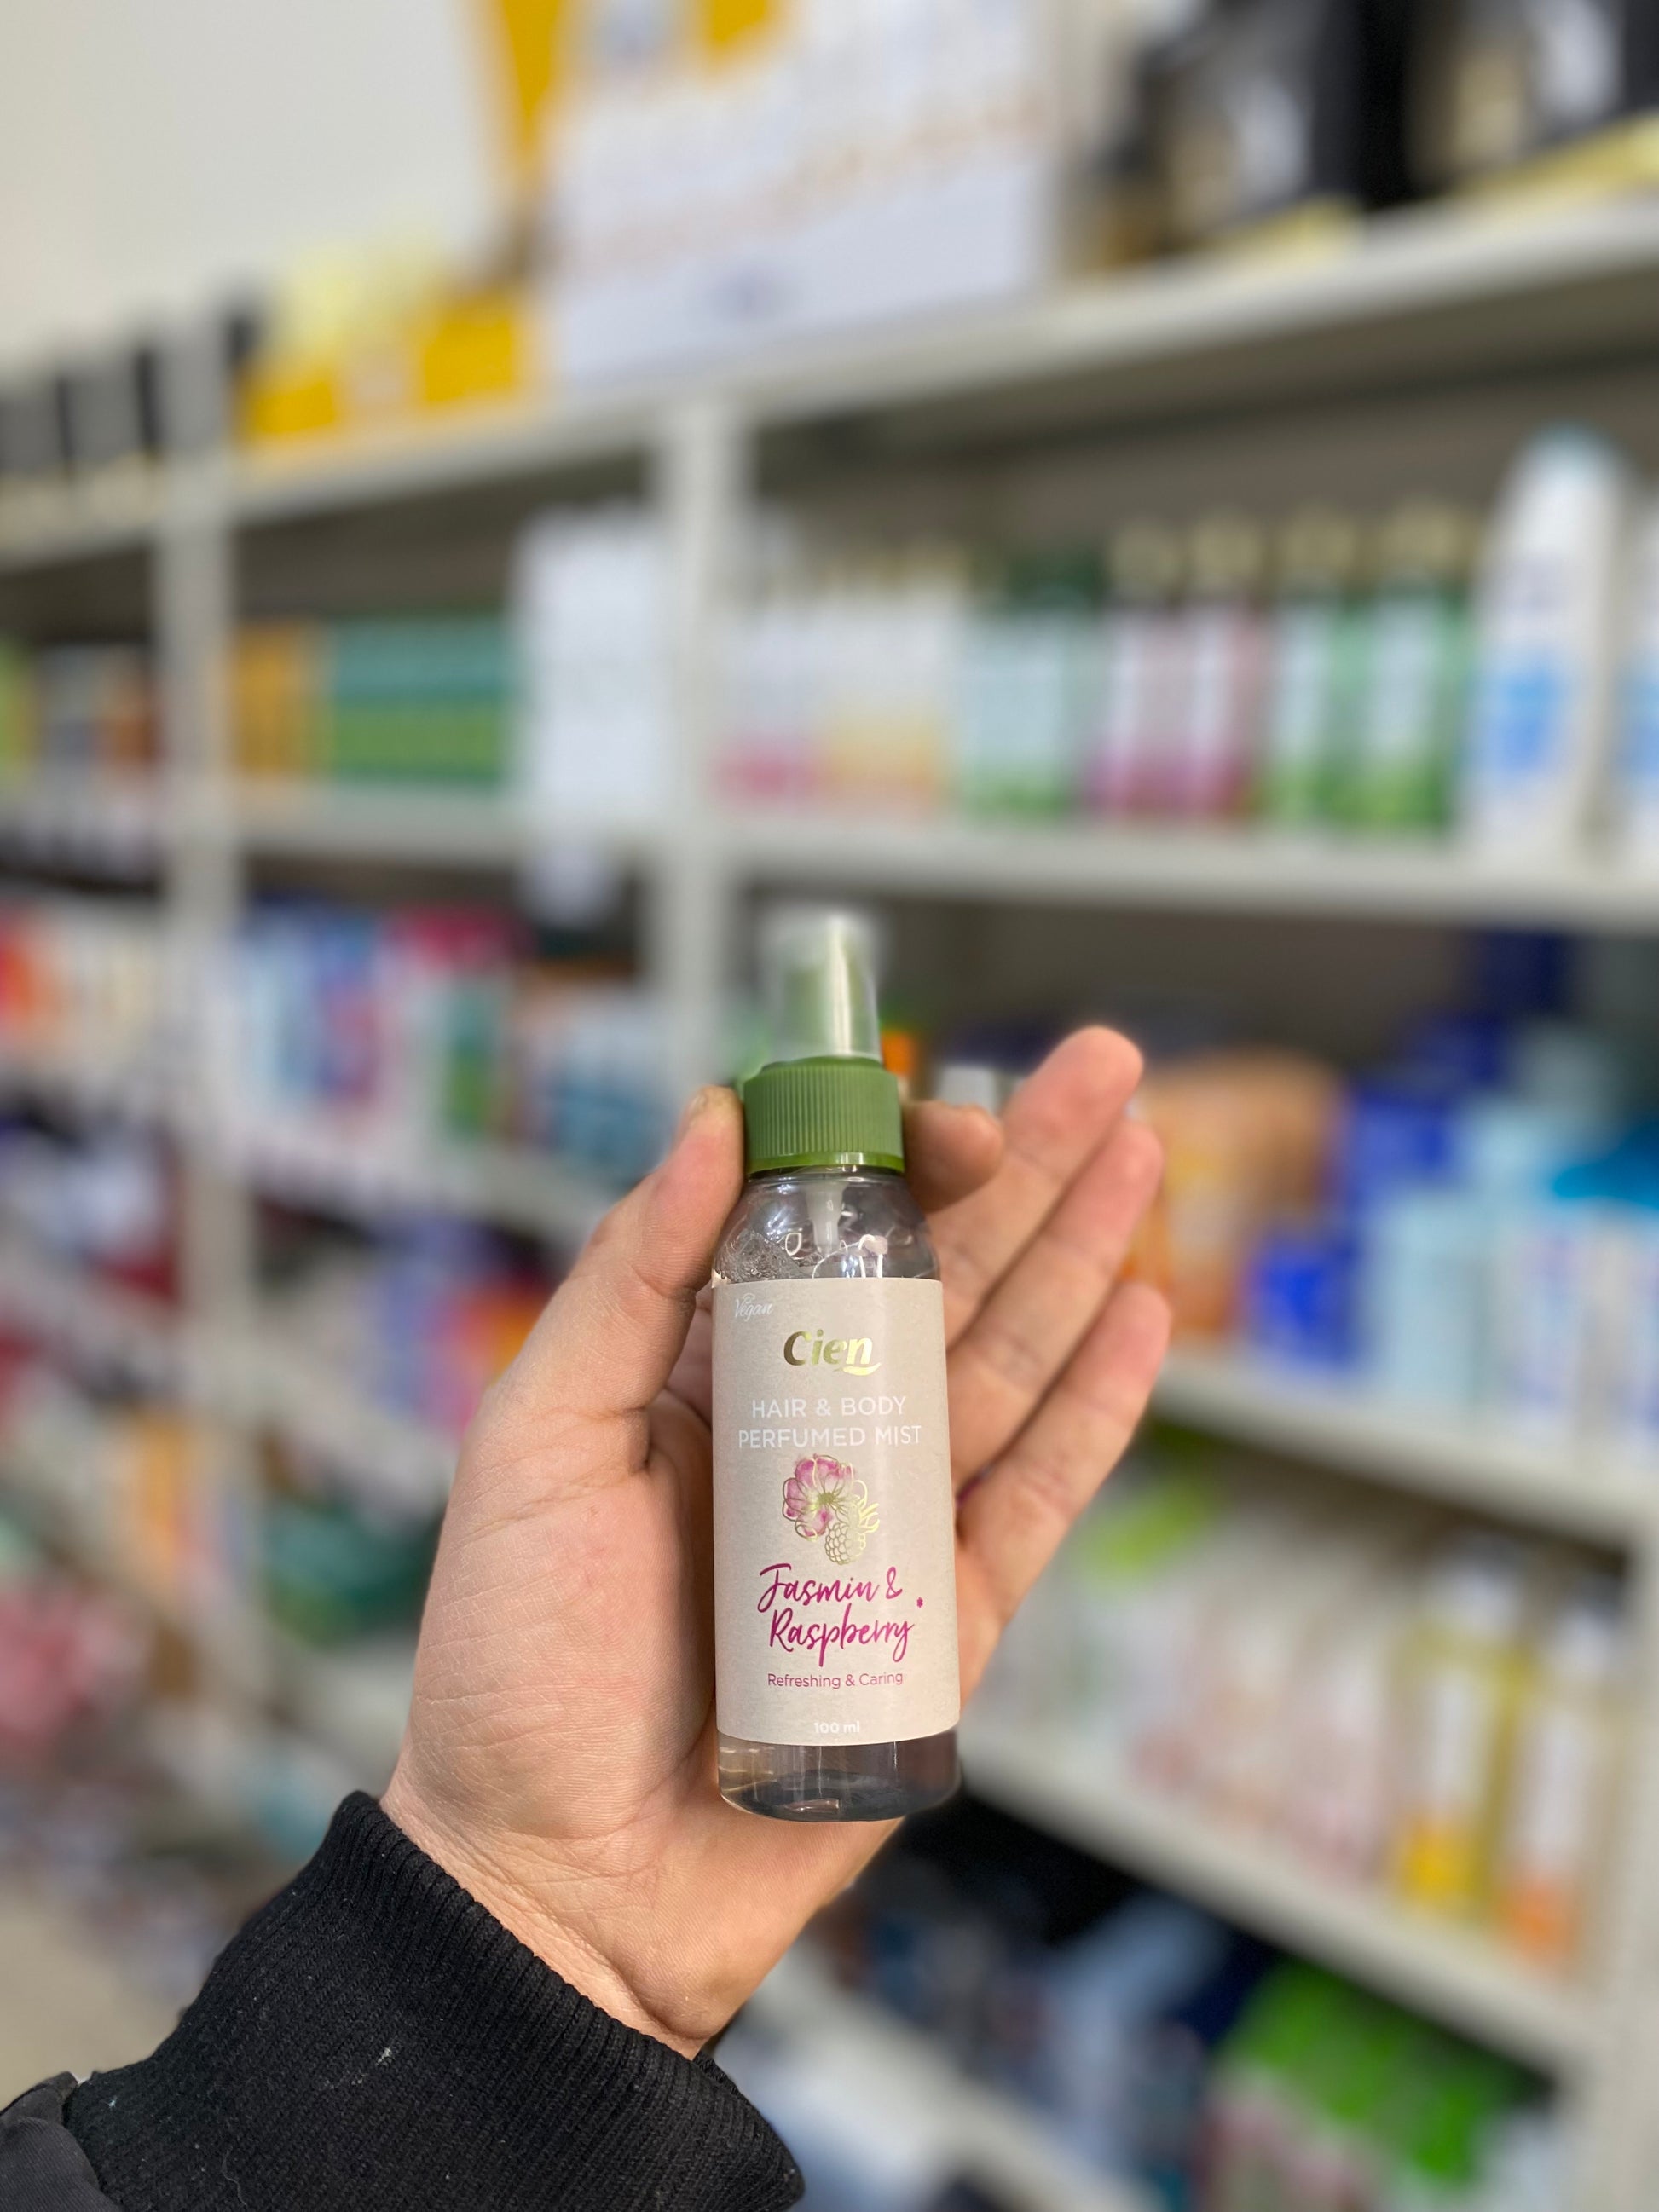 Vegan
Cien
HAIR & BODY
PERFUMED MIST
Jasmin &
Raspberry*
Refreshing & Caring
100 ml